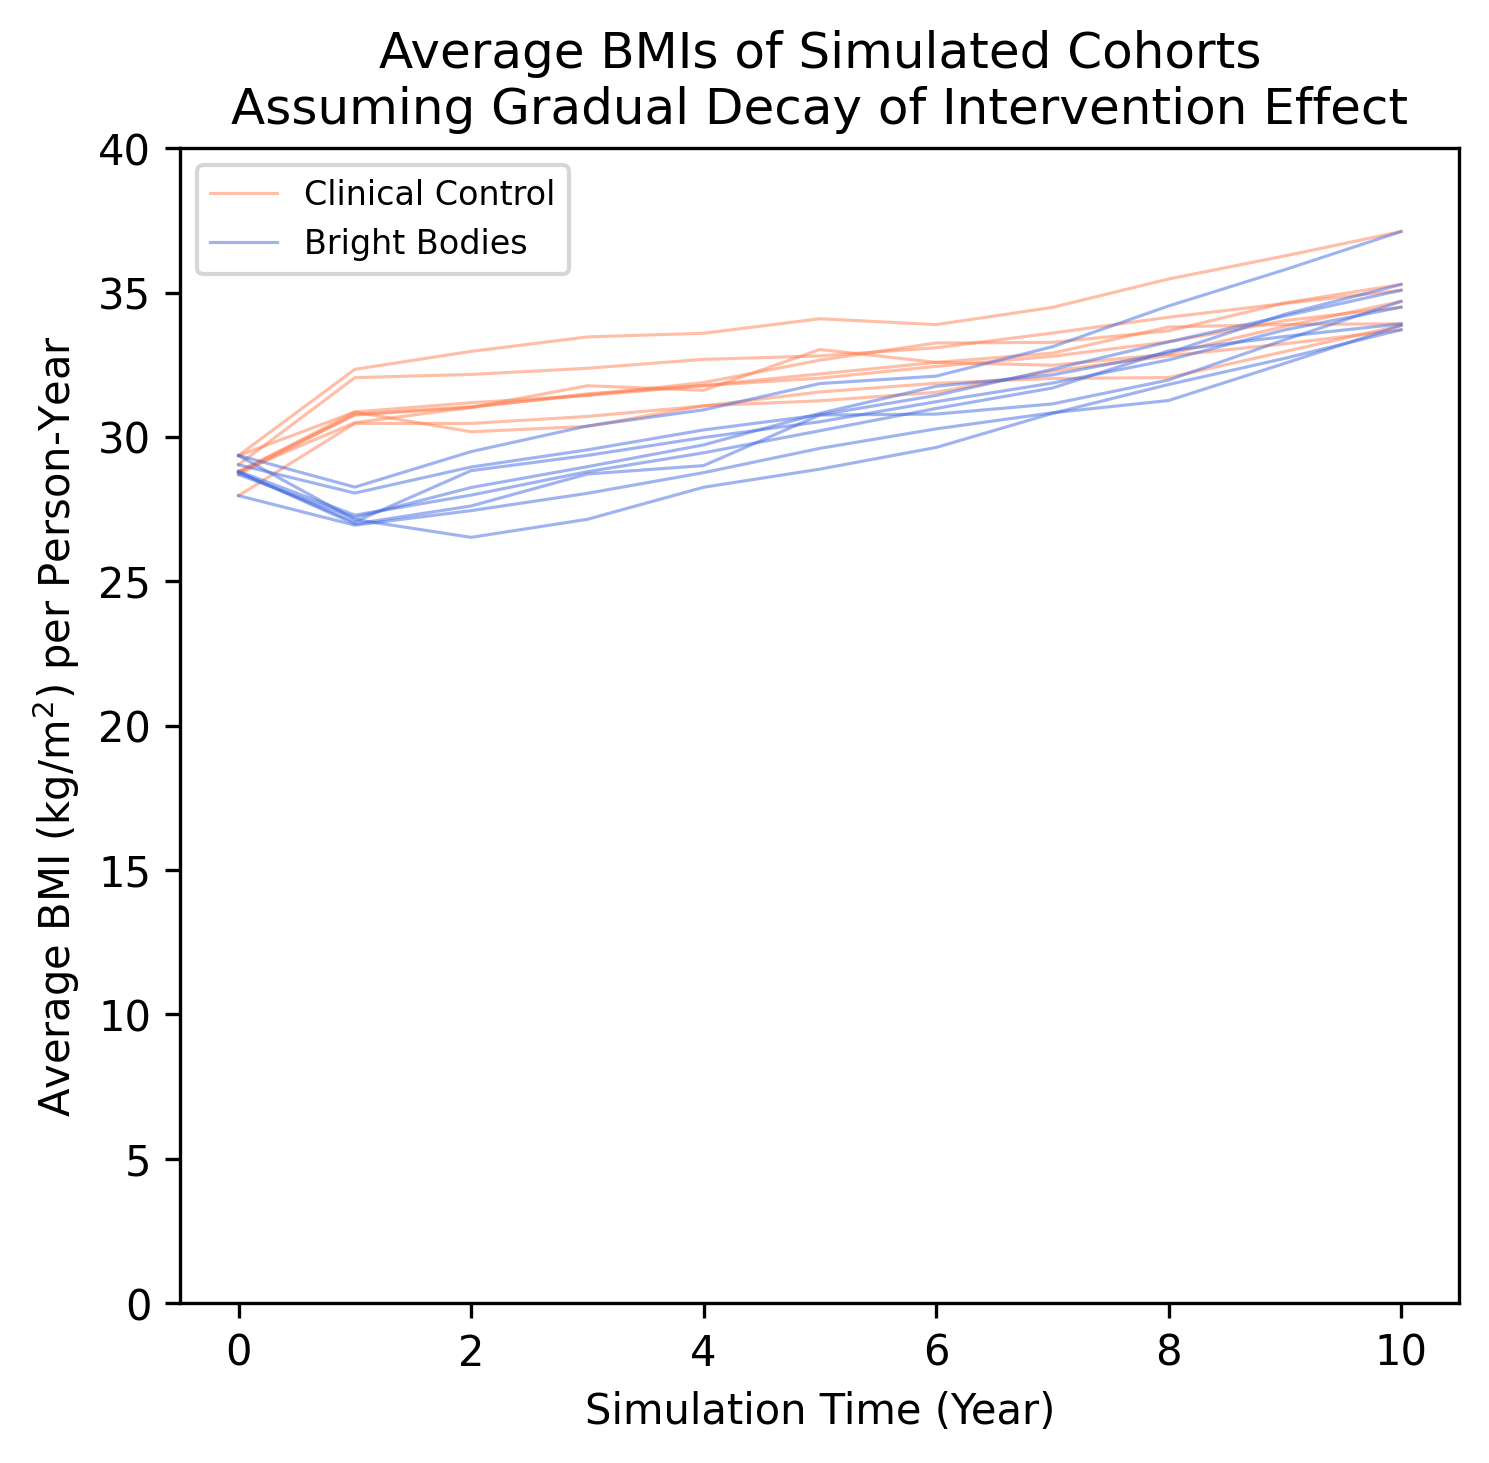 Average BMIs of Simulated Cohorts
Assuming Gradual Decay of Intervention Effect
Clinical Control
Bright Bodies
Average BMI (kg/m²) per Person-Year
40
35
30
25
20
15
10
5
0
0 2 4 6 8 10
Simulation Time (Year)